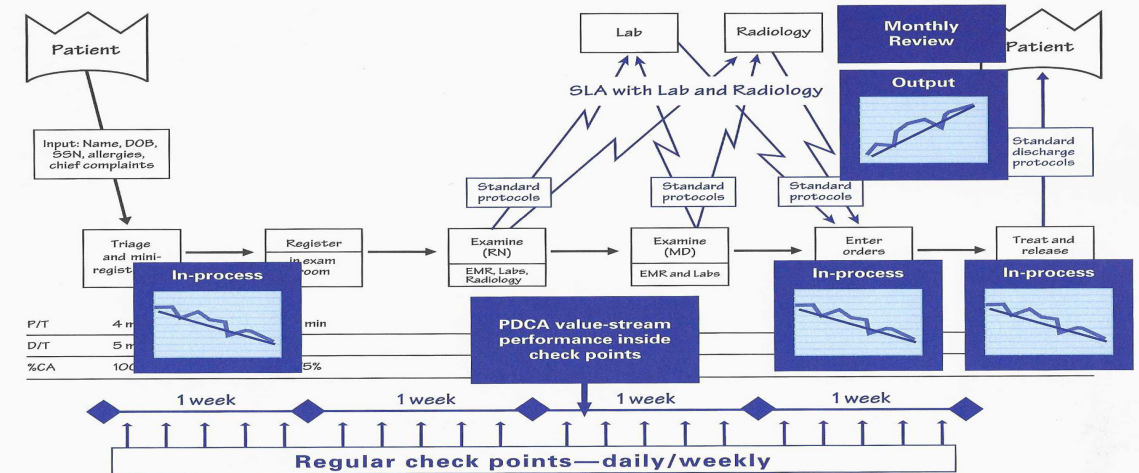 Patient
Lab
Radiology
Monthly
Review
Patient
Output
SLA with Lab and Radiology
Input: Name, DOB,
SSN, allergies,
chief complaints
Standard
discharge
protocols
Standard
protocols
Standard
protocols
Standard
protocols
Triage
and mini-
In-process
Register
in exam
room
Examine
(RN)
EMR, Labs,
Radiology
Examine
(MD)
EMR and Labs
Enter
orders
In-process
Treat and
release
In-process
PDCA value-stream
performance inside
check points
P/T
4
min
D/T
5
%CA
1 week
1 week
1 week
1 week
Regular check points—daily/weekly